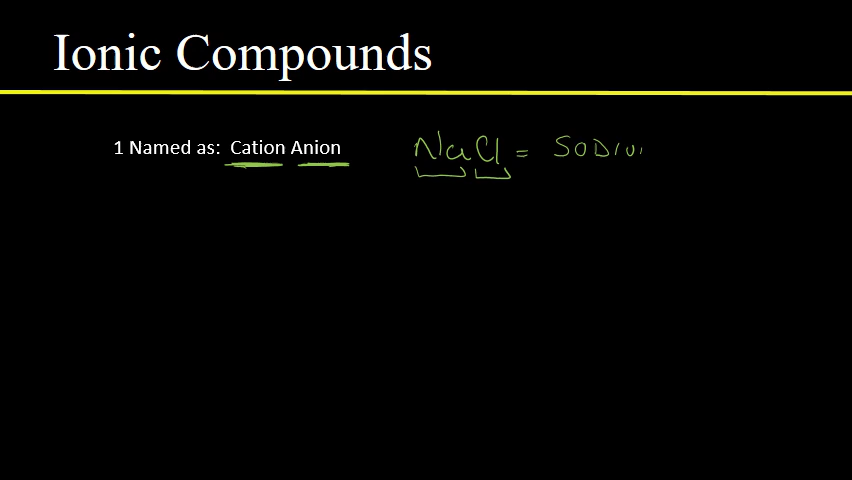 Ionic Compounds
1 Named as: Cation Anion NaCl = SODIU